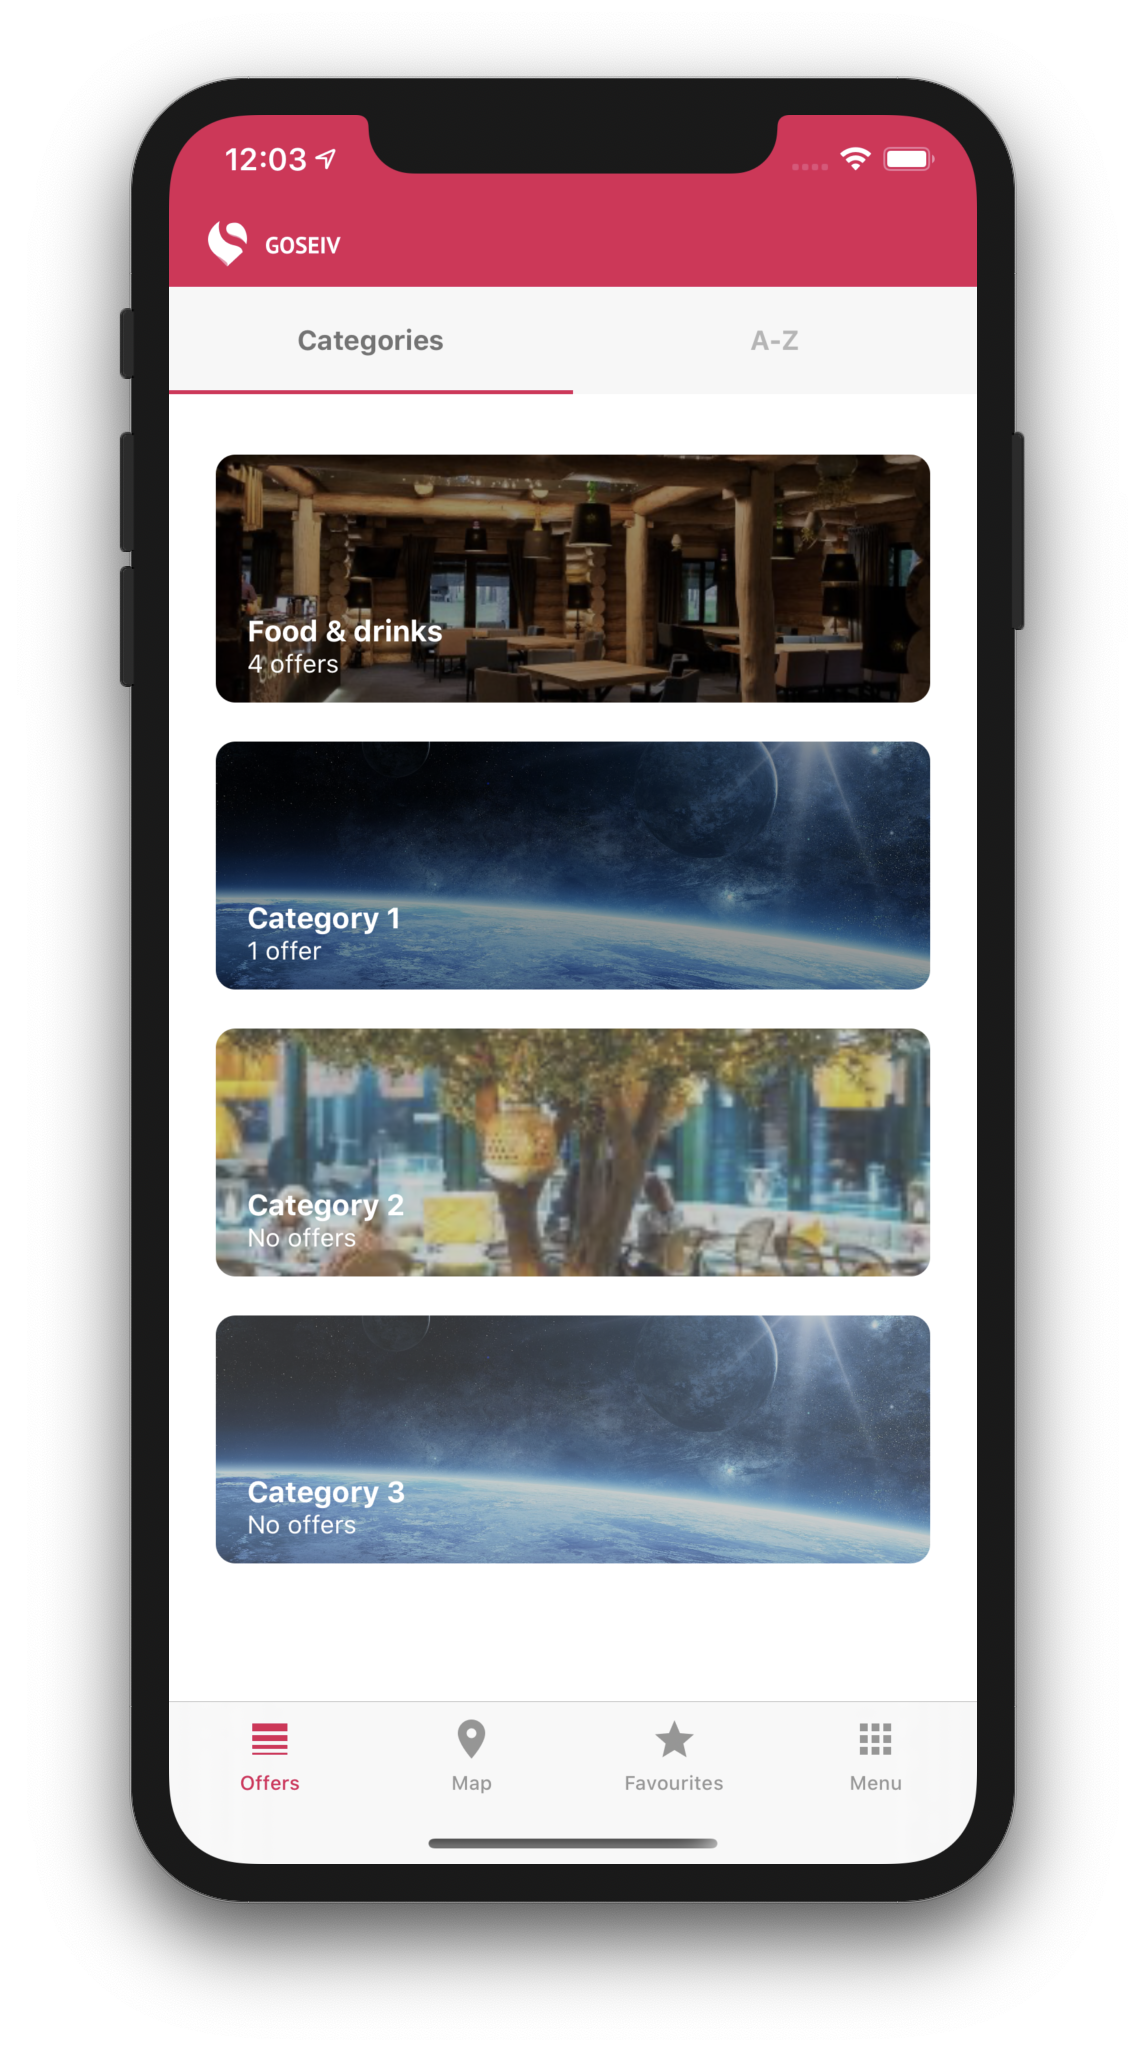 12:03
GOSEIV
Categories
A-Z
Food & drinks
4 offers
Category 1
1 offer
Category 2
No offers
Category 3
No offers
Offers
Map
Favourites
Menu